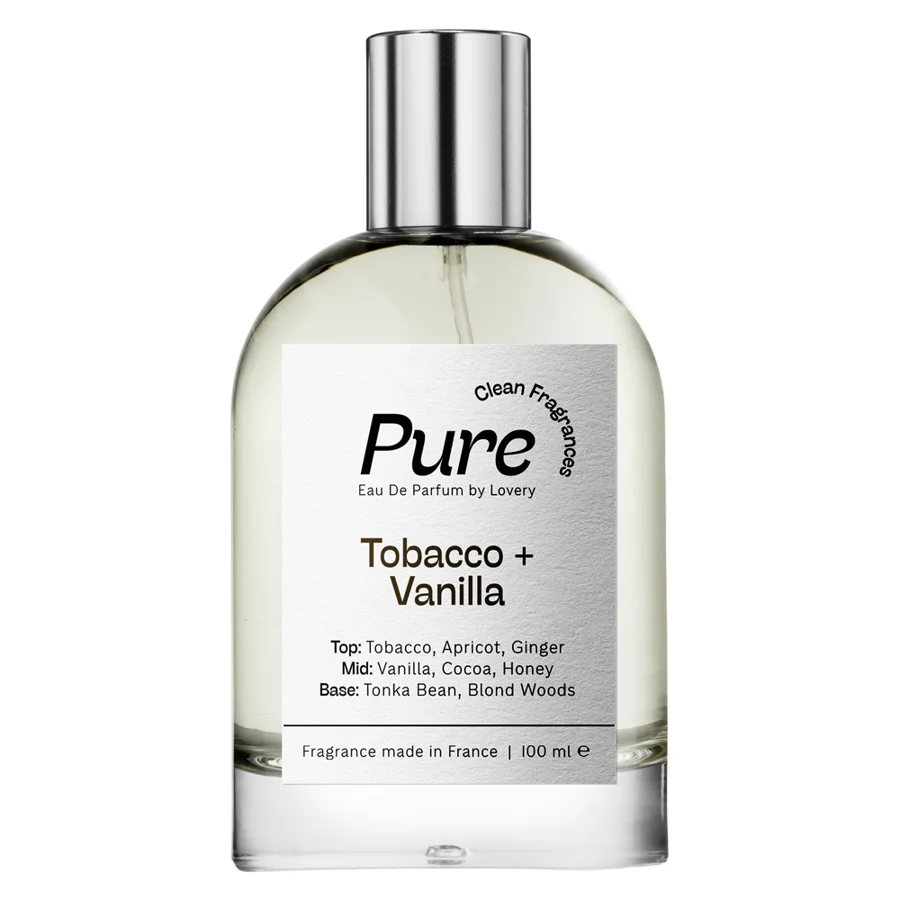 Clean Fragrances
Pure
Eau De Parfum by Lovery
Tobacco +
Vanilla
Top: Tobacco, Apricot, Ginger
Mid: Vanilla, Cocoa, Honey
Base: Tonka Bean, Blond Woods
Fragrance made in France | 100 ml ℮